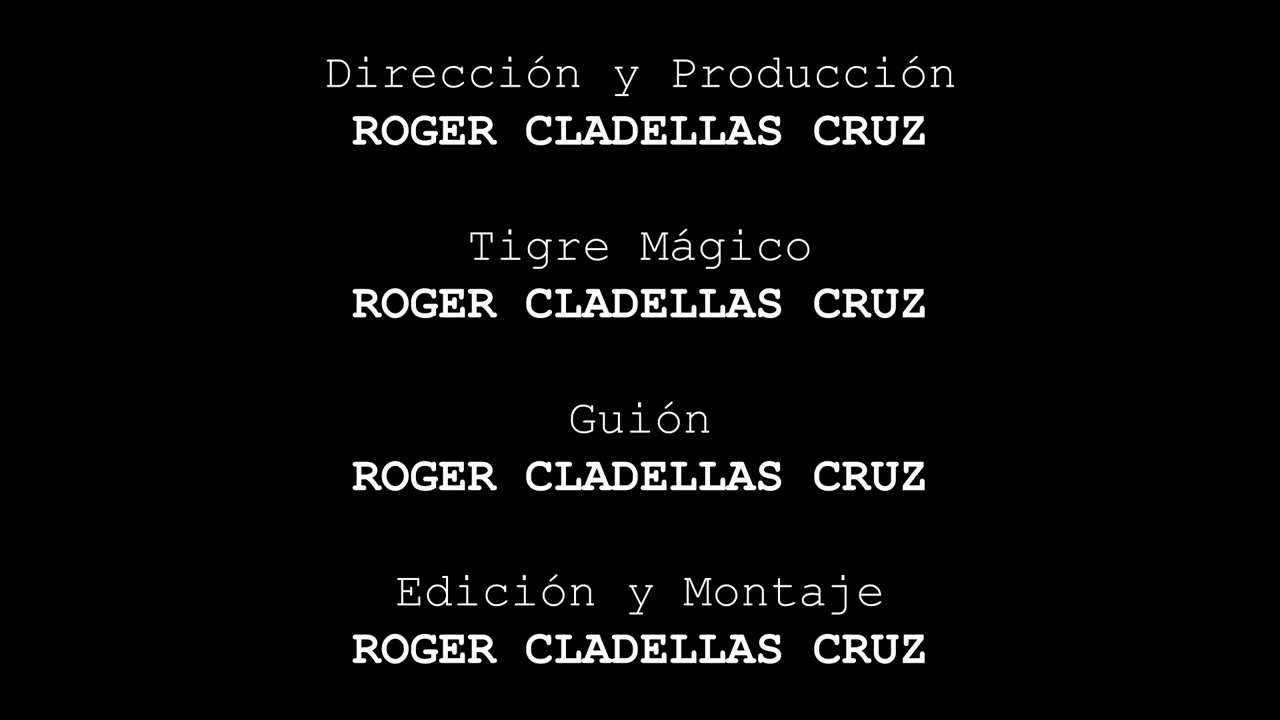 Dirección y Producción
ROGER CLADELLAS CRUZ
Tigre Mágico
ROGER CLADELLAS CRUZ
Guión
ROGER CLADELLAS CRUZ
Edición y Montaje
ROGER CLADELLAS CRUZ